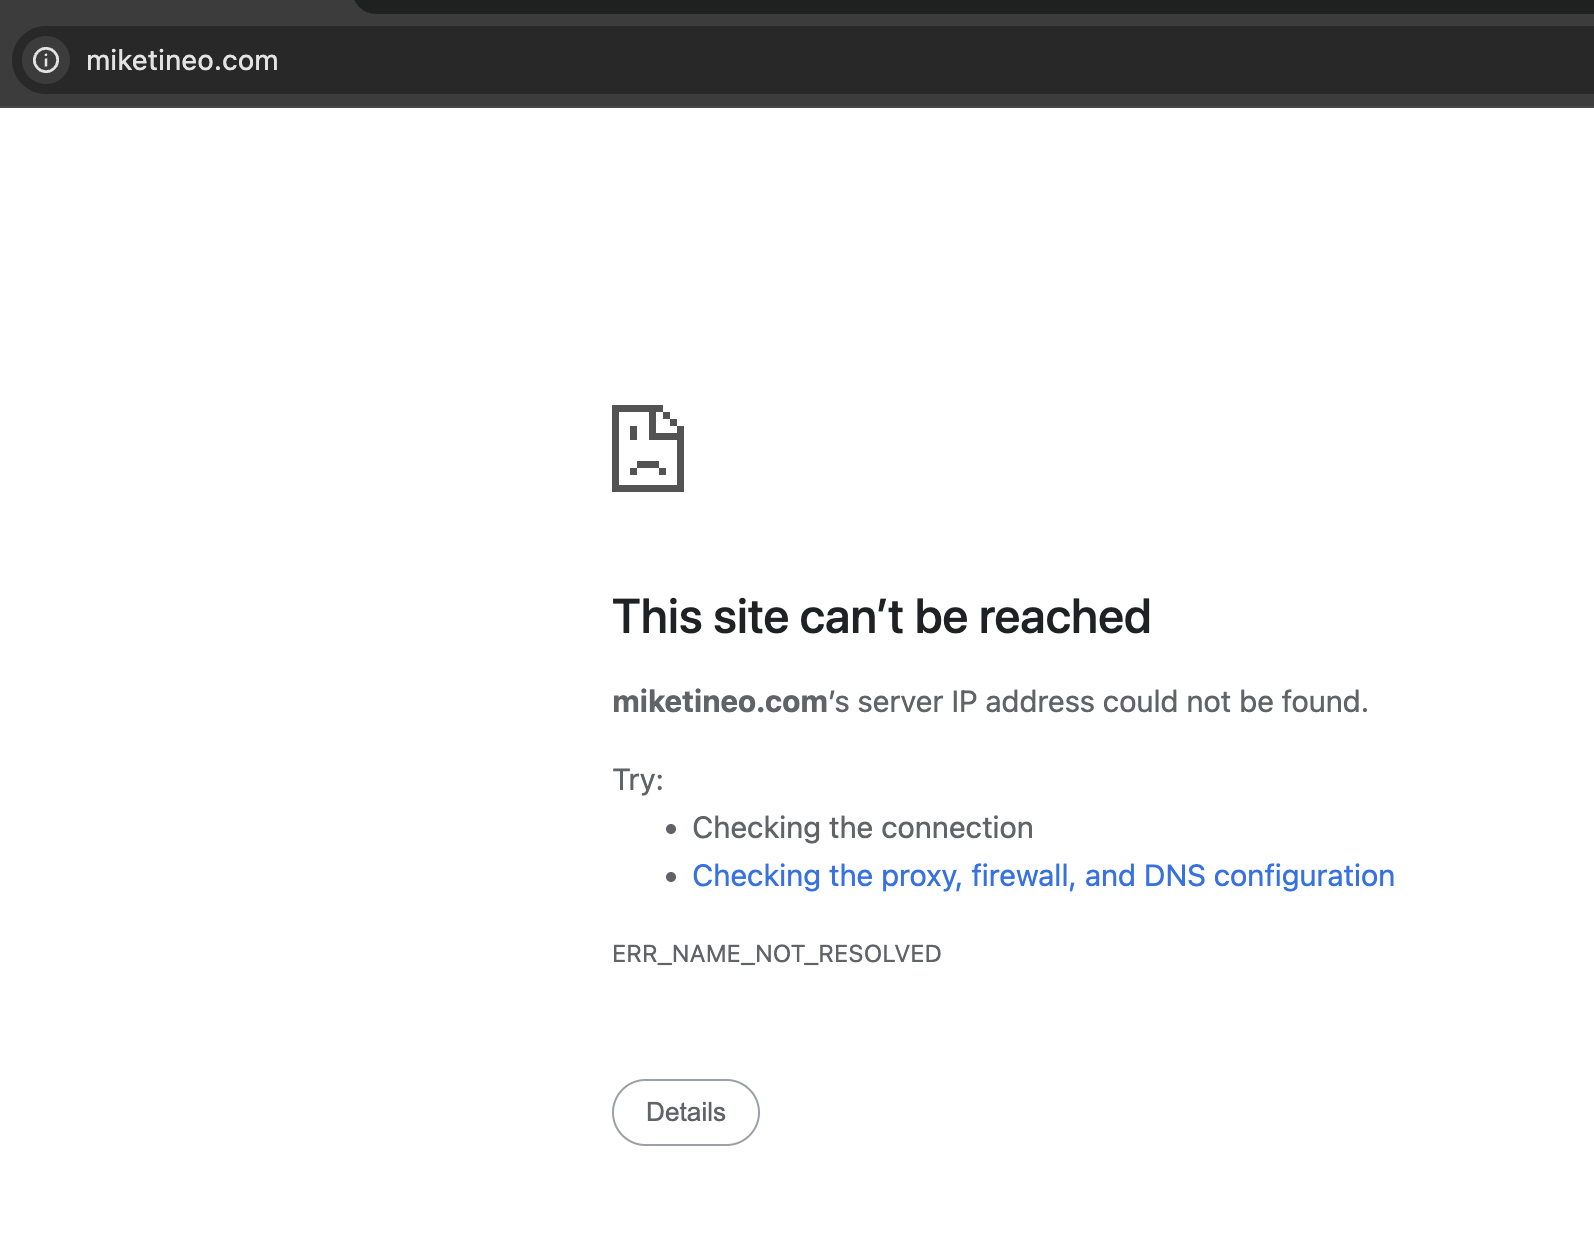 miketineo.com
This site can’t be reached
miketineo.com’s server IP address could not be found.
Try:
• Checking the connection
• Checking the proxy, firewall, and DNS configuration
ERR_NAME_NOT_RESOLVED
Details